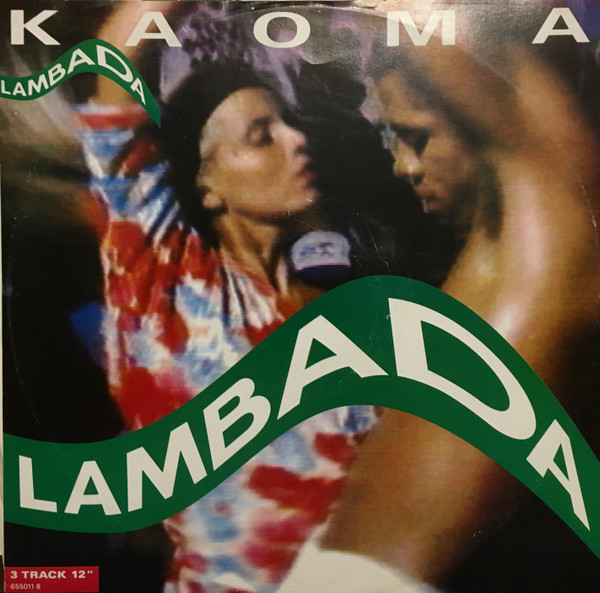 KAOMA
LAMBADA
LAMBADA
3 TRACK 12"
655011 8